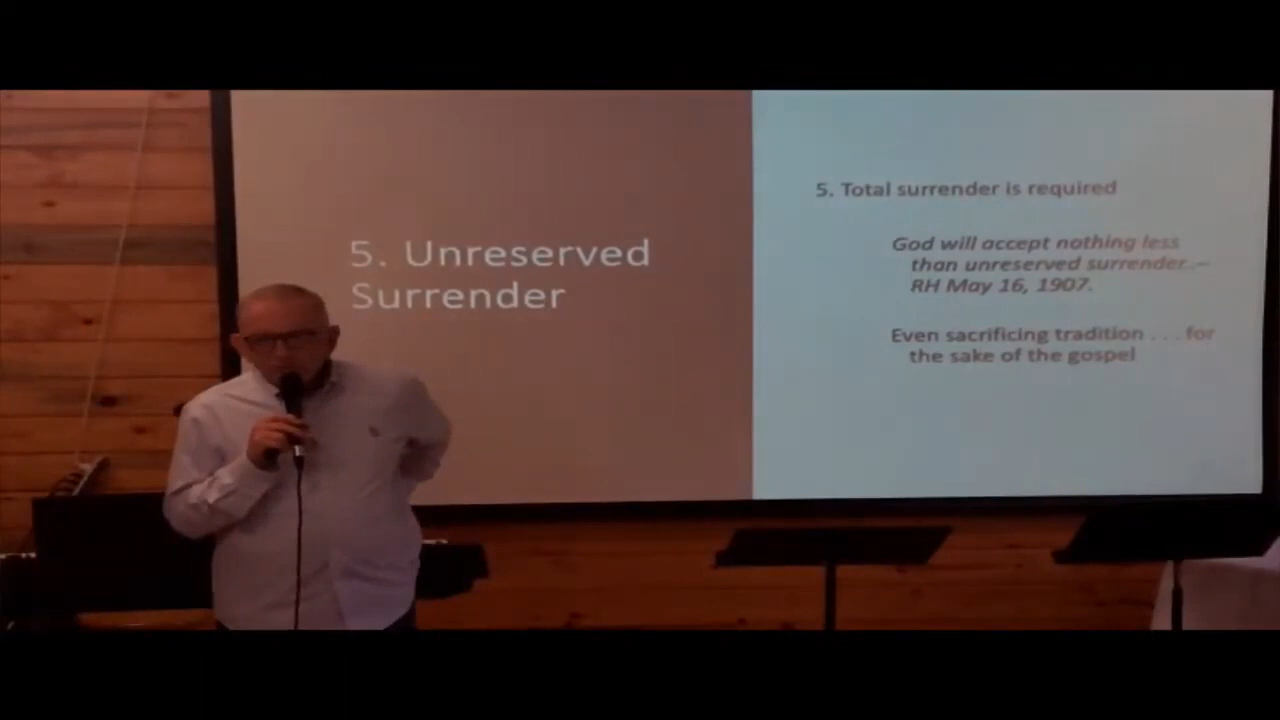 5. Unreserved
Surrender
5. Total surrender is required
God will accept nothing less
than unreserved surrender.—
RH May 16, 1907.
Even sacrificing tradition . . . for
the sake of the gospel